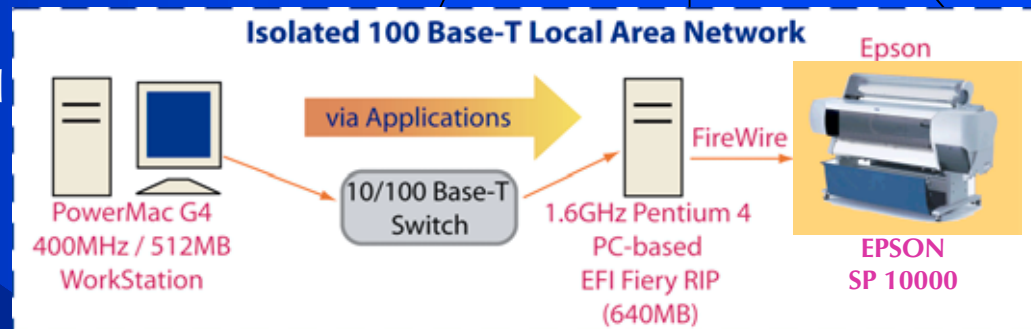 Isolated 100 Base-T Local Area Network
Epson
via Applications
FireWire
10/100 Base-T
Switch
PowerMac G4
400MHz / 512MB
WorkStation
1.6GHz Pentium 4
PC-based
EFI Fiery RIP
(640MB)
EPSON
SP 10000